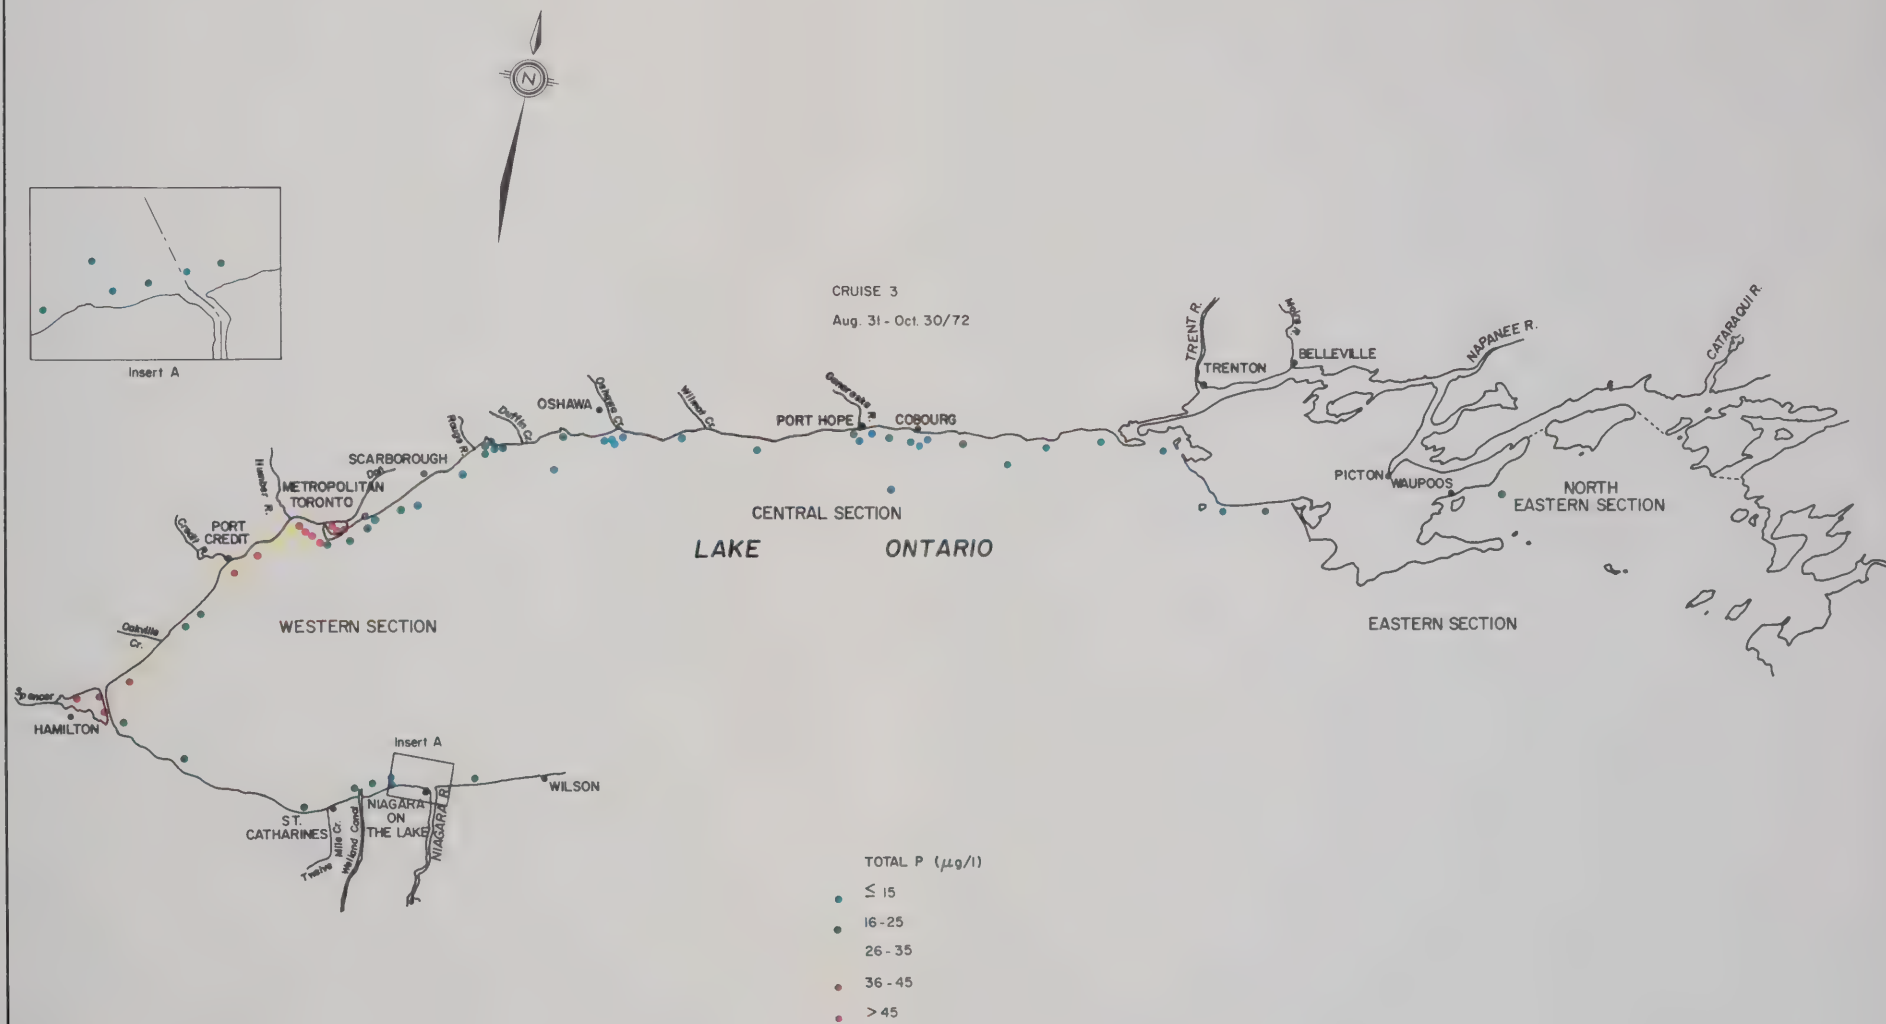 N
CRUISE 3
Aug. 31 - Oct. 30/72
Insert A
TRENT R.
Moira R.
NAPANEE R.
CATARAQUI R.
TRENTON
BELLEVILLE
PICTON
WAUPOOS
NORTH
EASTERN SECTION
EASTERN SECTION
Ganaraska R.
PORT HOPE
COBOURG
Wilmot Cr.
Oshawa Cr.
OSHAWA
Duffin Cr.
Rouge R.
SCARBOROUGH
Don
METROPOLITAN
TORONTO
Humber R.
PORT
CREDIT
Credit R.
CENTRAL SECTION
LAKE ONTARIO
WESTERN SECTION
Oakville
Cr.
Spencer
HAMILTON
Insert A
WILSON
ST.
CATHARINES
Twelve Mile Cr.
Welland Canal
NIAGARA
ON
THE LAKE
NIAGARA R.
TOTAL P (µg/l)
≤ 15
16-25
26-35
36-45
>45